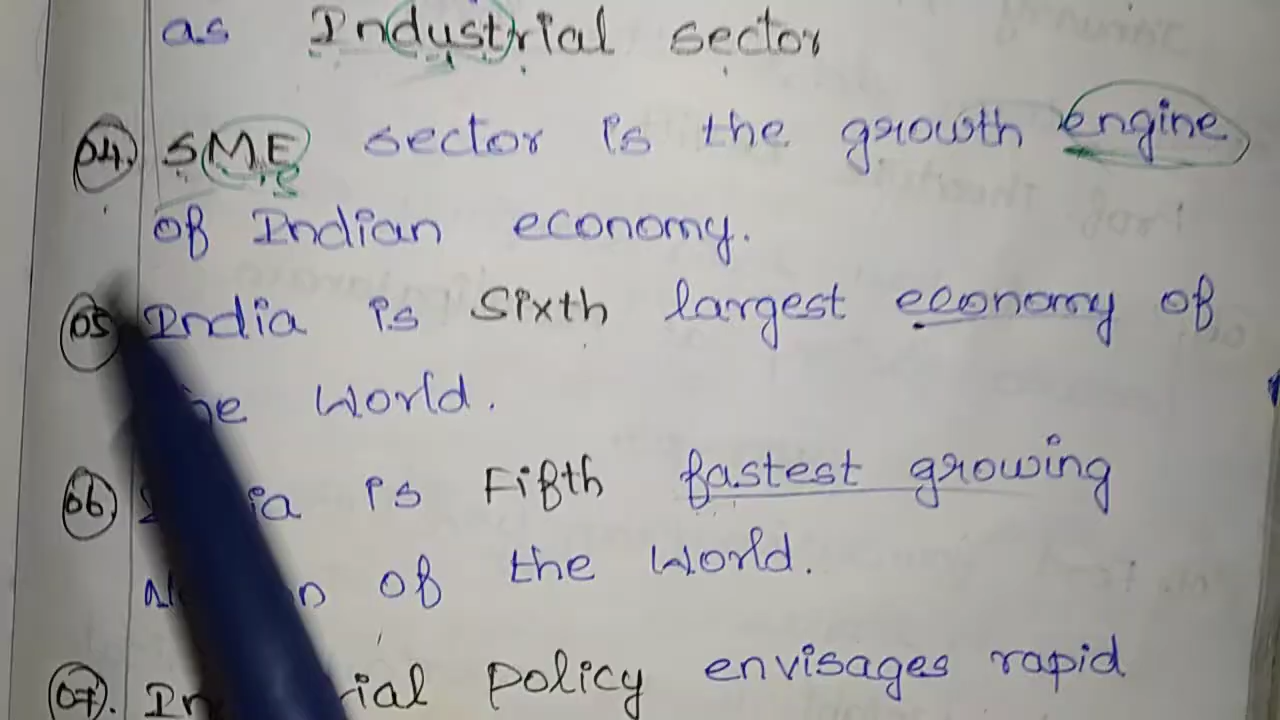 as Industrial sector
04. SME sector is the growth engine
of Indian economy.
05 India is Sixth largest economy of
World.
06 is Fifth fastest growing
of the World.
07. Policy envisages rapid